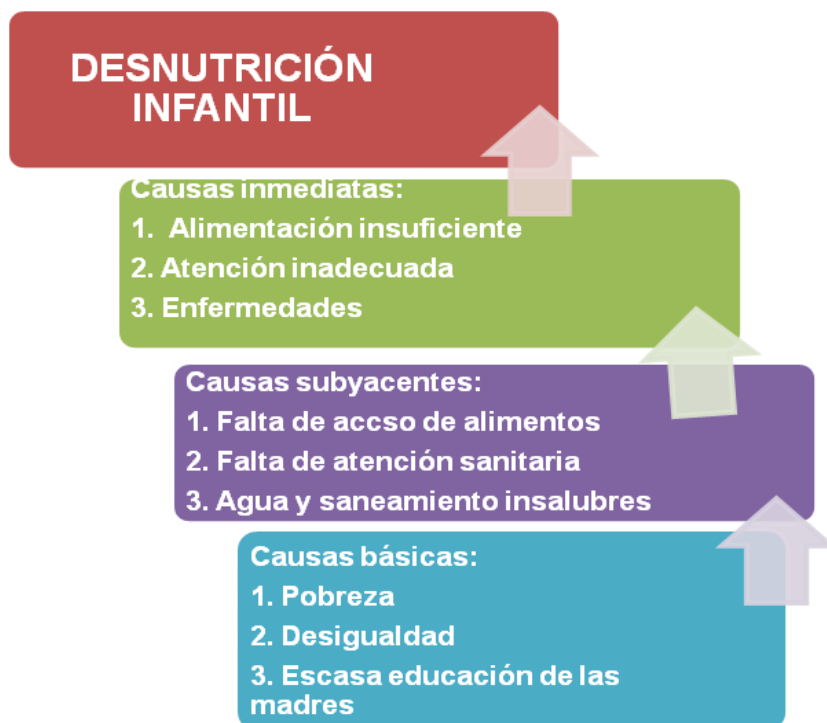 DESNUTRICIÓN
INFANTIL
Causas inmediatas:
1. Alimentación insuficiente
2. Atención inadecuada
3. Enfermedades
Causas subyacentes:
1. Falta de accso de alimentos
2. Falta de atención sanitaria
3. Agua y saneamiento insalubres
Causas básicas:
1. Pobreza
2. Desigualdad
3. Escasa educación de las
madres